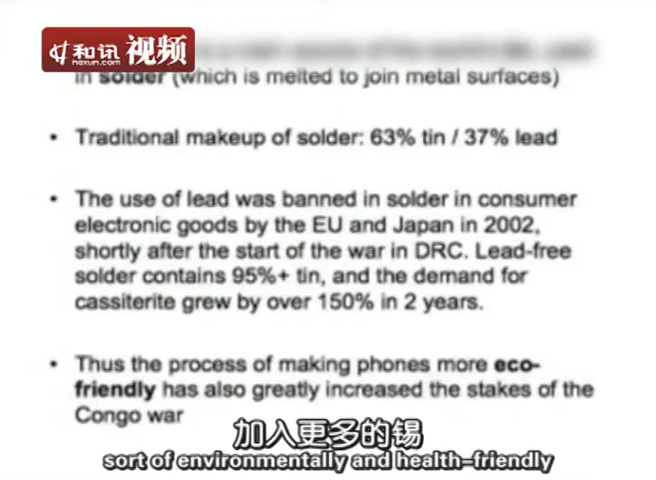 和讯 视频
hexun.com
in solder (which is melted to join metal surfaces)
• Traditional makeup of solder: 63% tin / 37% lead
• The use of lead was banned in solder in consumer
electronic goods by the EU and Japan in 2002,
shortly after the start of the war in DRC. Lead-free
solder contains 95%+ tin, and the demand for
cassiterite grew by over 150% in 2 years.
• Thus the process of making phones more eco-
friendly has also greatly increased the stakes of the
Congo war
加入更多的锡
sort of environmentally and health-friendly